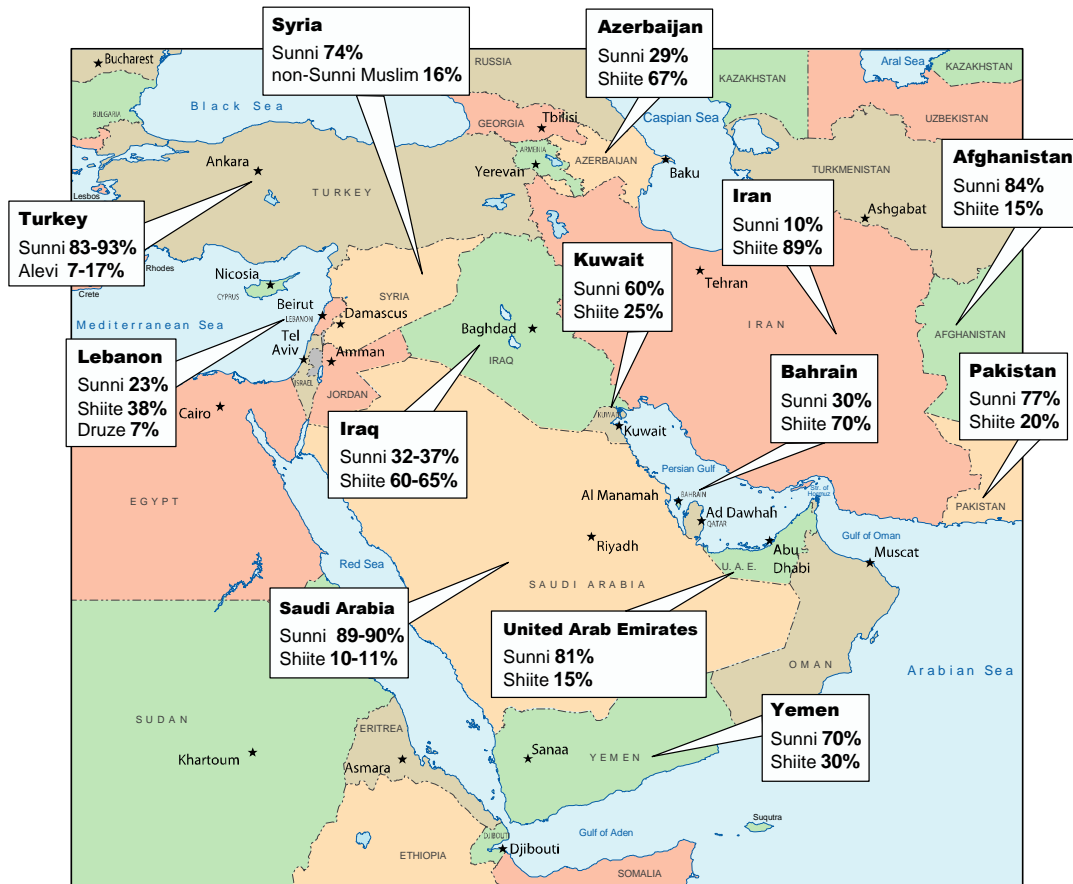 Syria
Sunni 74%
non-Sunni Muslim 16%
Azerbaijan
Sunni 29%
Shiite 67%
Afghanistan
Sunni 84%
Shiite 15%
Iran
Sunni 10%
Shiite 89%
Turkey
Sunni 83-93%
Alevi 7-17%
Kuwait
Sunni 60%
Shiite 25%
Lebanon
Sunni 23%
Shiite 38%
Druze 7%
Iraq
Sunni 32-37%
Shiite 60-65%
Bahrain
Sunni 30%
Shiite 70%
Pakistan
Sunni 77%
Shiite 20%
Saudi Arabia
Sunni 89-90%
Shiite 10-11%
United Arab Emirates
Sunni 81%
Shiite 15%
Yemen
Sunni 70%
Shiite 30%
Bucharest
RUSSIA
KAZAKHSTAN
Aral Sea
KAZAKHSTAN
BULGARIA
Black Sea
GEORGIA
Tbilisi
Caspian Sea
UZBEKISTAN
ARMENIA
Yerevan
AZERBAIJAN
Baku
TURKMENISTAN
Ashgabat
Ankara
TURKEY
Lesbos
Rhodes
Crete
Nicosia
CYPRUS
SYRIA
Tehran
Beirut
LEBANON
Damascus
Mediterranean Sea
Tel
Aviv
ISRAEL
Amman
JORDAN
Baghdad
IRAQ
IRAN
AFGHANISTAN
Cairo
KUWAIT
Kuwait
Persian Gulf
EGYPT
Al Manamah
BAHRAIN
Ad Dawhah
QATAR
Str. of
Hormuz
PAKISTAN
Gulf of Oman
Riyadh
Abu
Dhabi
U. A. E.
Muscat
Red Sea
SAUDI ARABIA
OMAN
Arabian Sea
SUDAN
ERITREA
Khartoum
Asmara
Sanaa
YEMEN
Suqutra
DJIBOUTI
Djibouti
Gulf of Aden
ETHIOPIA
SOMALIA